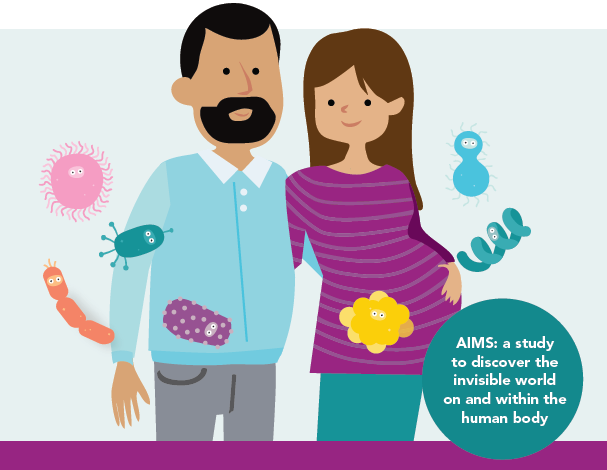 AIMS: a study
to discover the
invisible world
on and within the
human body